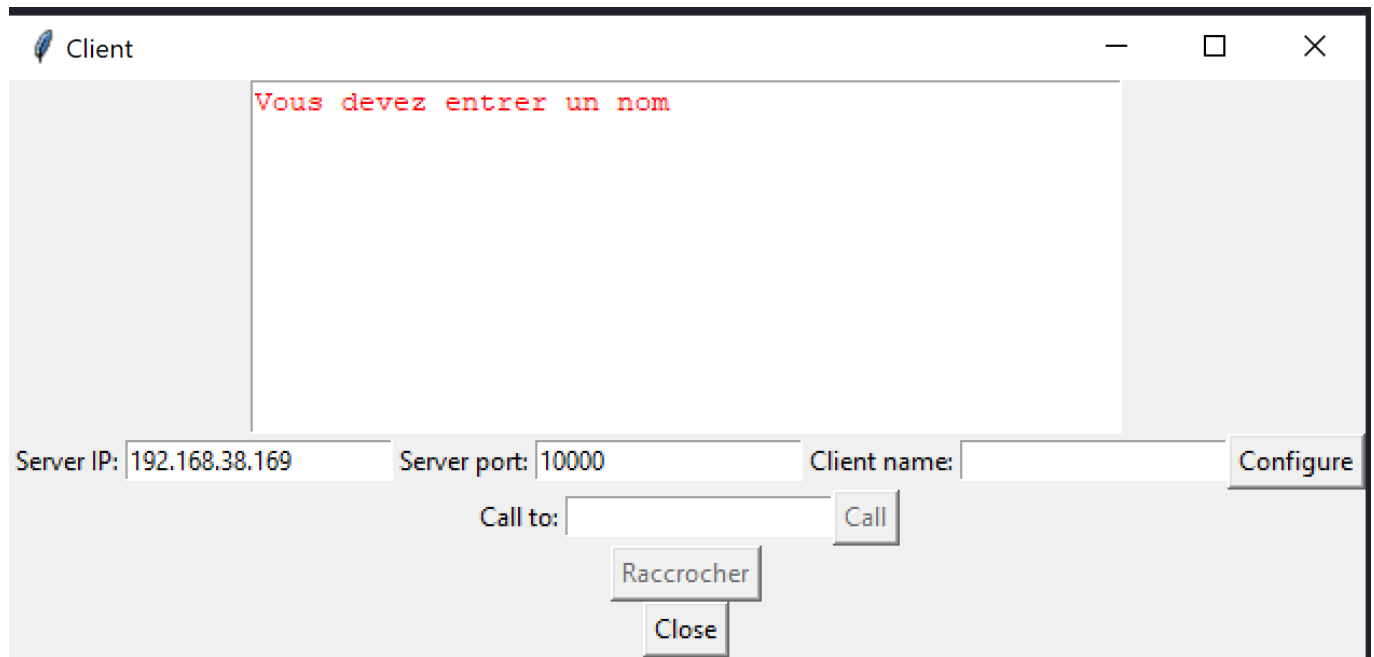 Client
Vous devez entrer un nom
Server IP: 192.168.38.169 Server port: 10000 Client name: Configure
Call to: Call
Raccrocher
Close